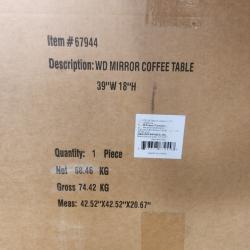 Item # 67944
Description: WD MIRROR COFFEE TABLE
39"W 18"H
Quantity: 1 Piece
Net 68.46 KG
Gross 74.42 KG
Meas: 42.52"X42.52"X20.67"